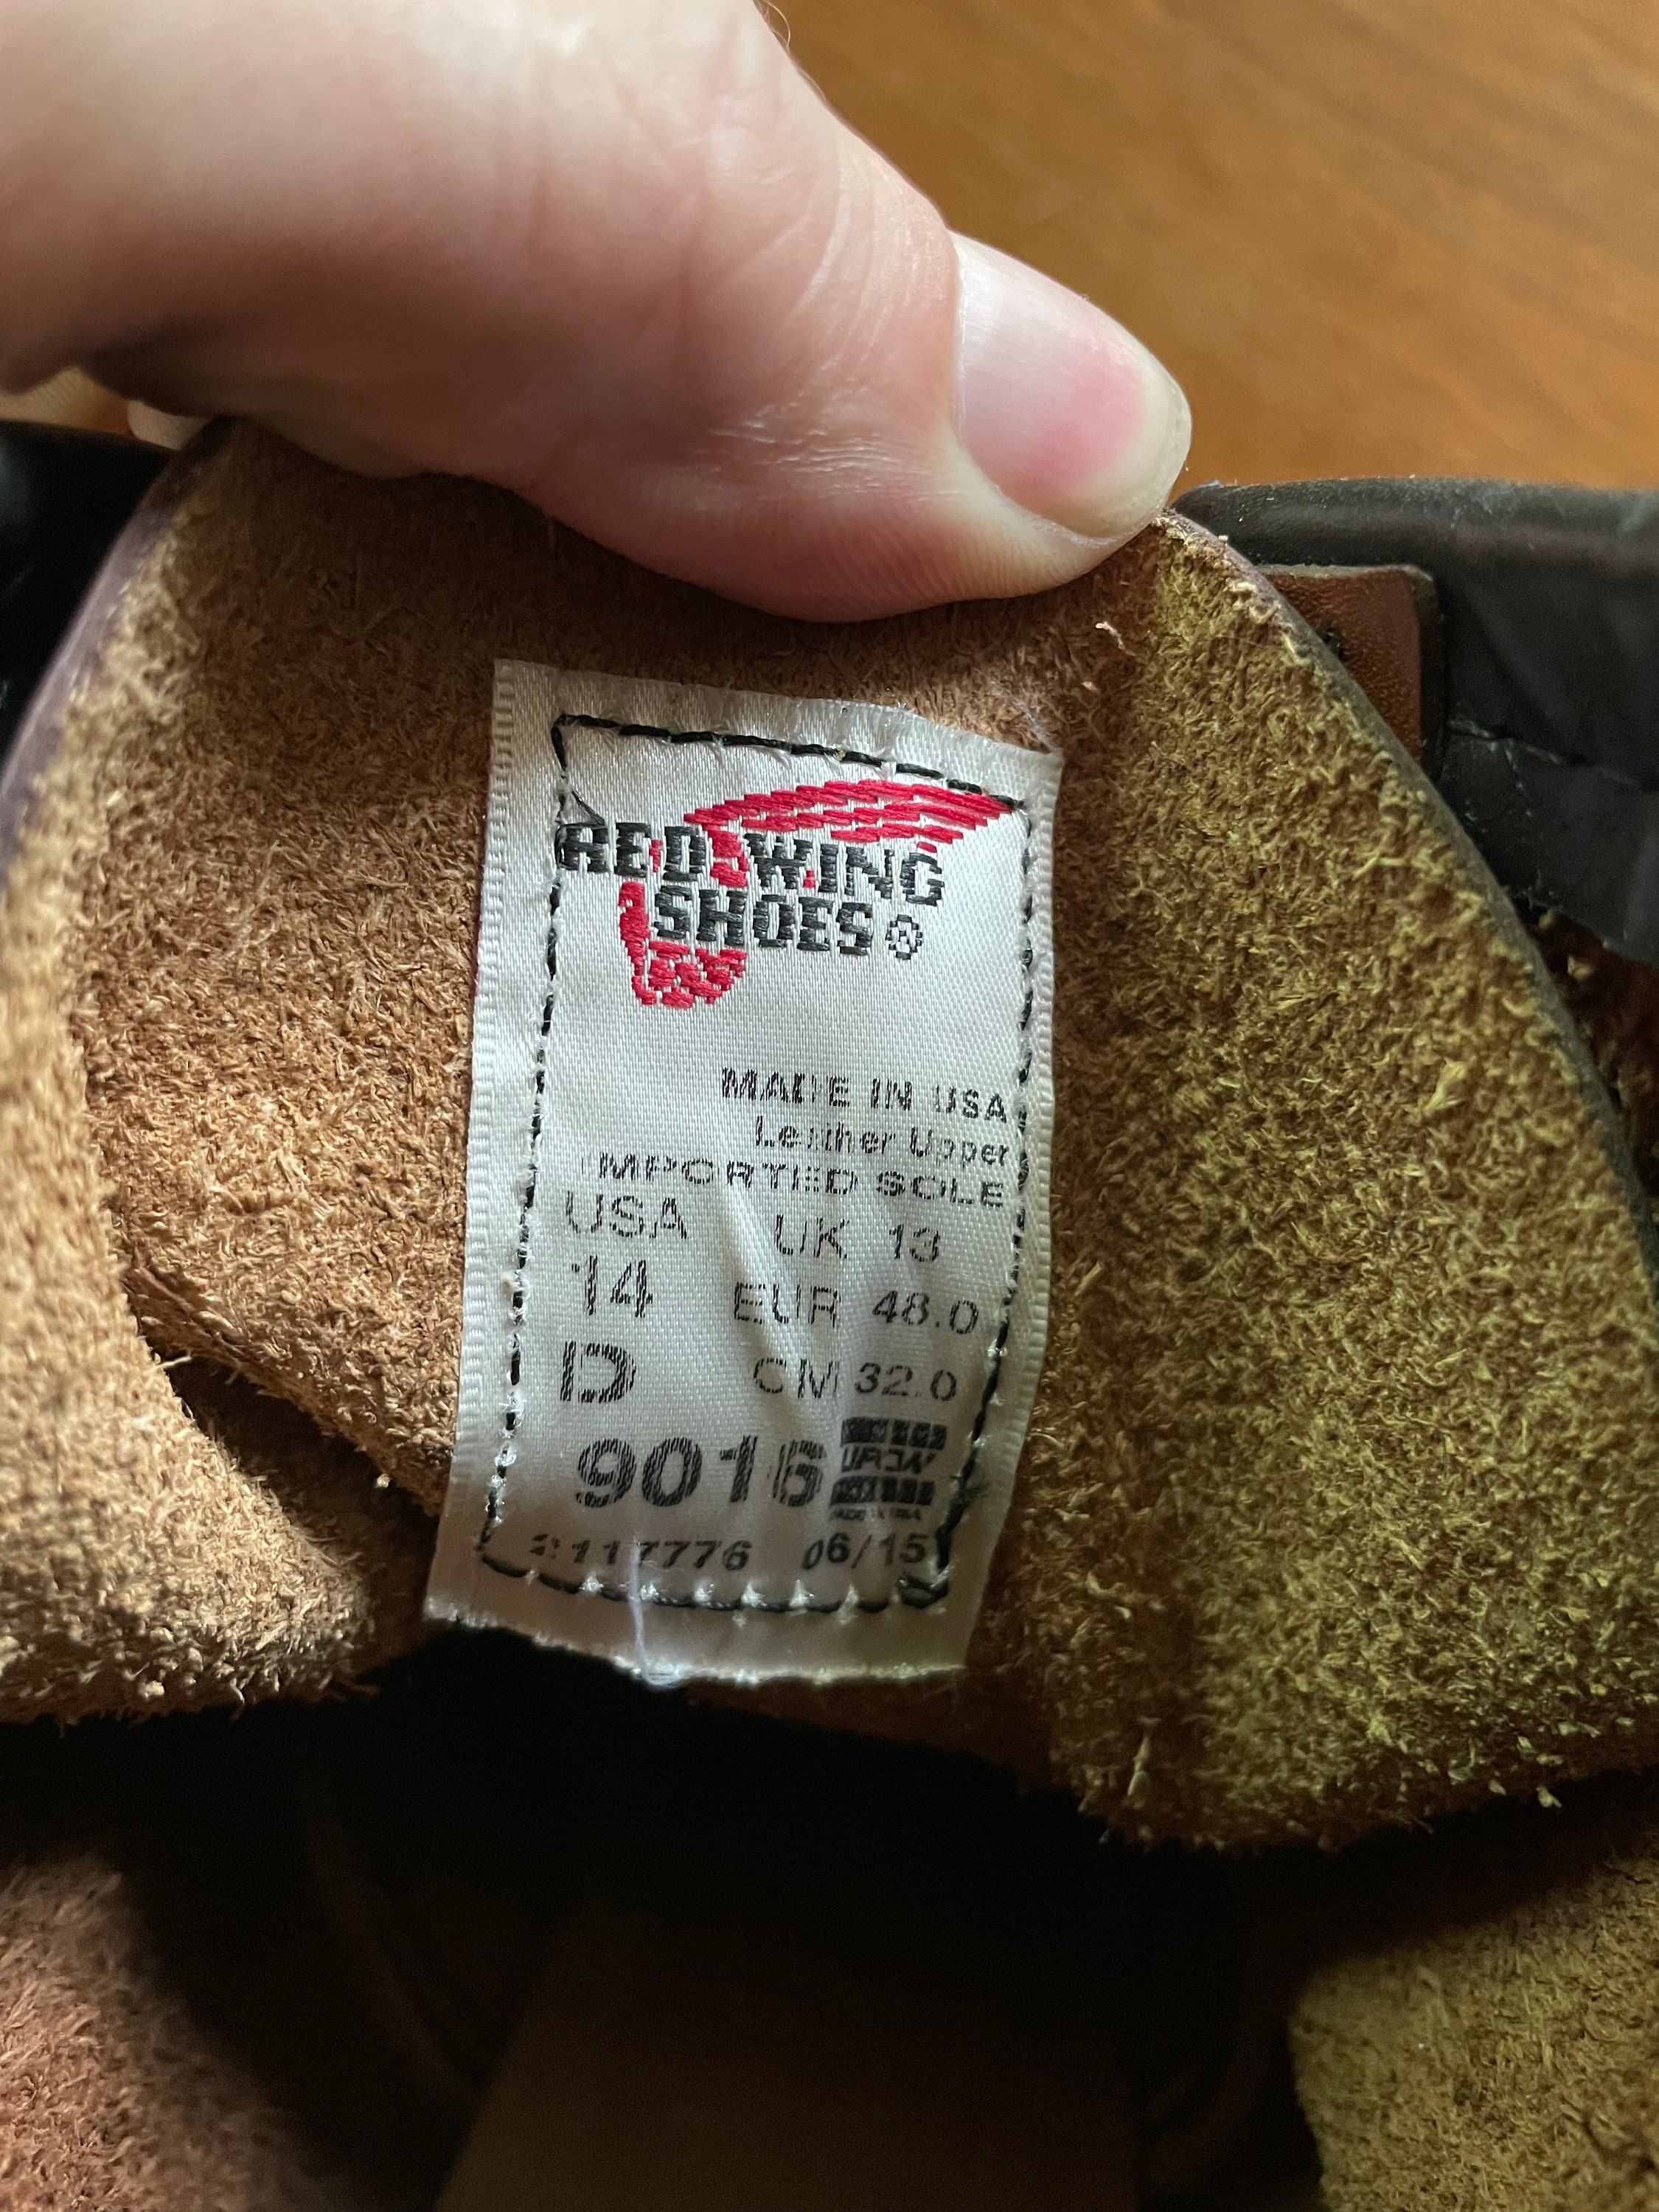 RED WING
SHOES®
MADE IN USA
Leather Upper
IMPORTED SOLE
USA UK 13
14 EUR 48.0
D CM 32.0
9016
117776 06/15